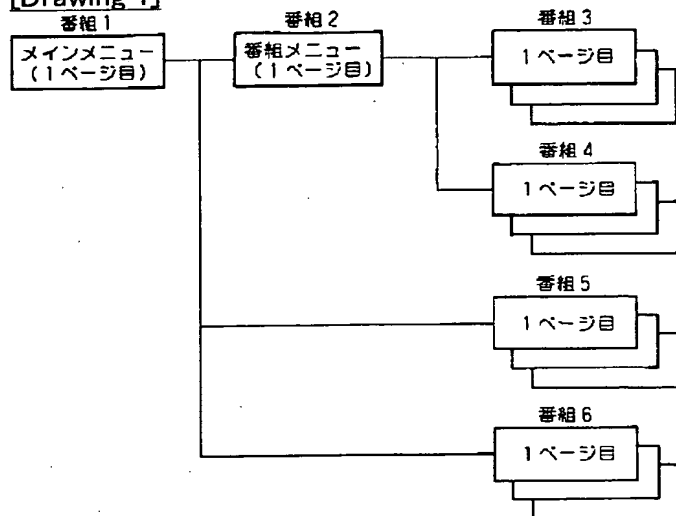 [Drawing 1]
番組1
メインメニュー
(1ページ目)
番組2
番組メニュー
(1ページ目)
番組3
1ページ目
番組4
1ページ目
番組5
1ページ目
番組6
1ページ目